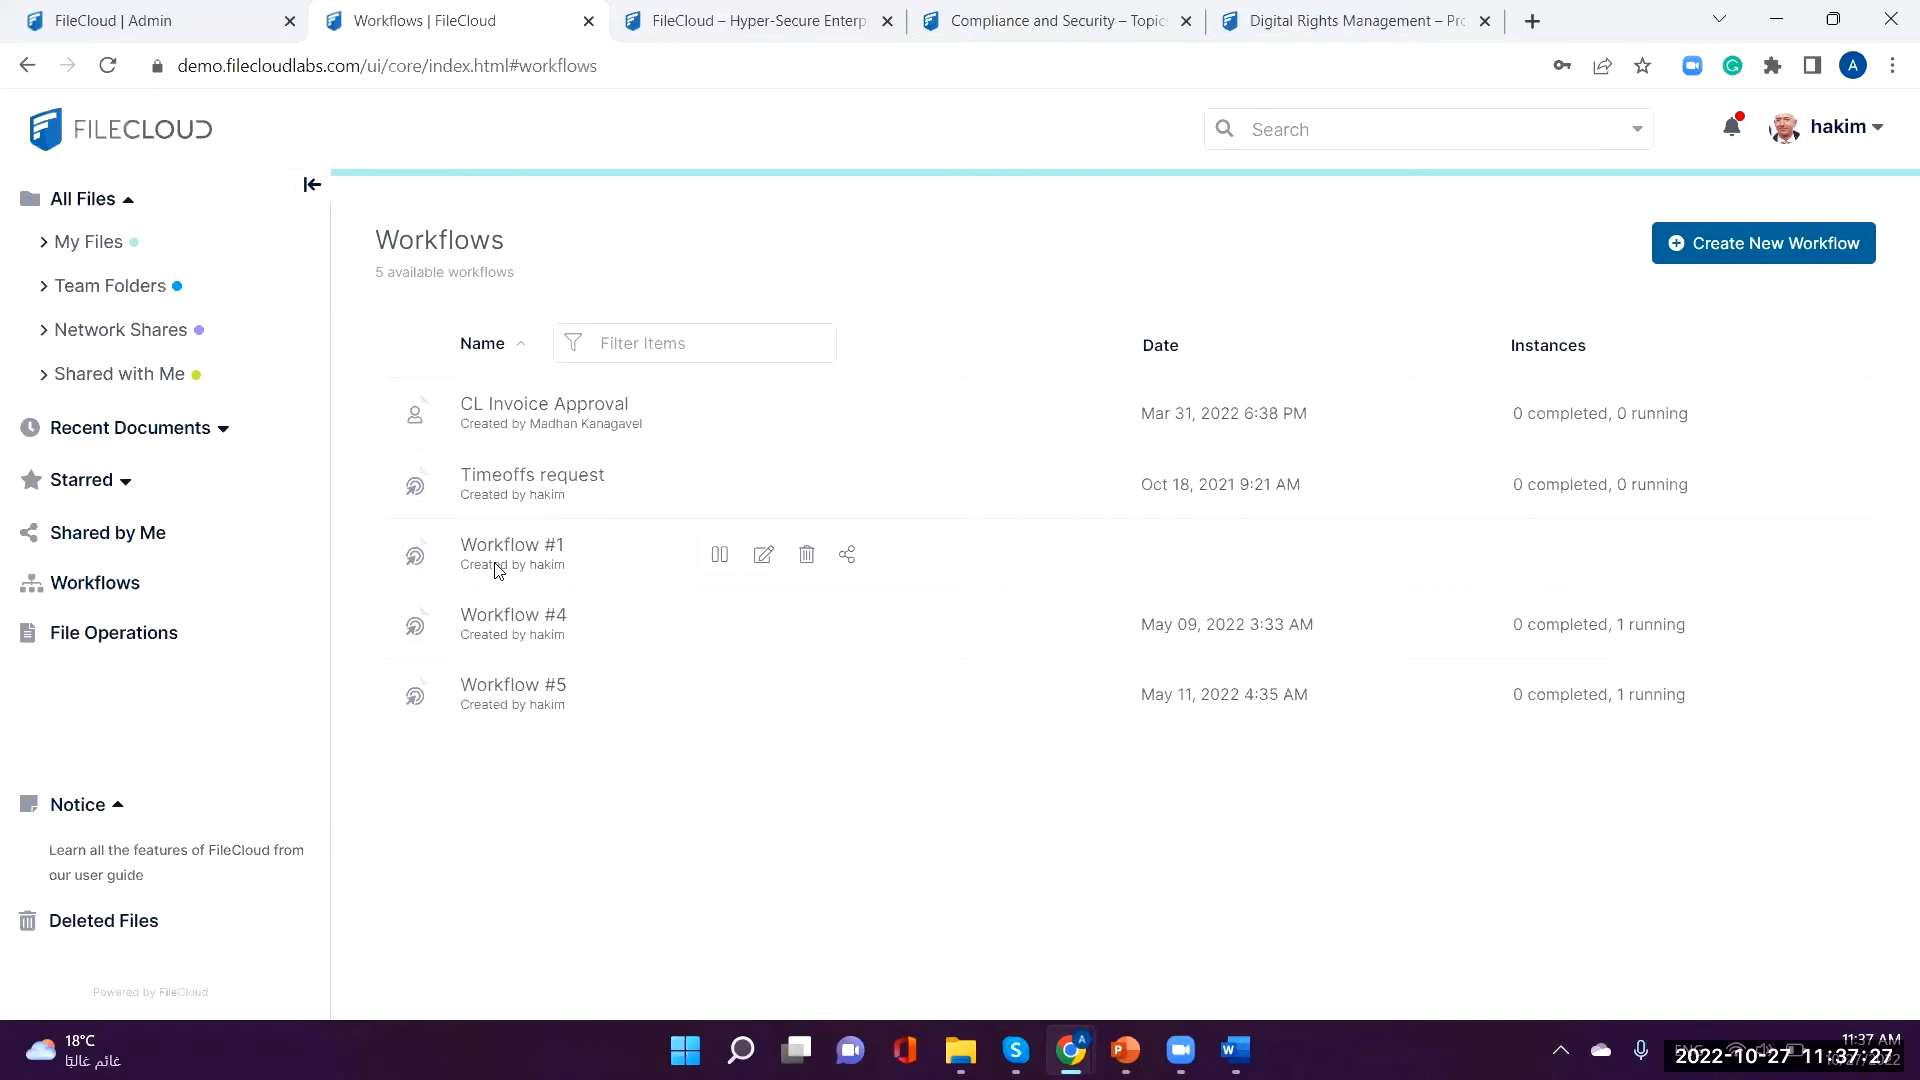 FileCloud | Admin
Workflows | FileCloud
FileCloud – Hyper-Secure Enterp
Compliance and Security – Topic
Digital Rights Management – Pro
demo.filecloudlabs.com/ui/core/index.html#workflows
A
FILECLOUD
Search
hakim
All Files
My Files
Team Folders
Network Shares
Shared with Me
Recent Documents
Starred
Shared by Me
Workflows
File Operations
Notice
Learn all the features of FileCloud from
our user guide
Deleted Files
Powered by FileCloud
Workflows
5 available workflows
Create New Workflow
Name
Filter Items
Date
Instances
CL Invoice Approval
Created by Madhan Kanagavel
Mar 31, 2022 6:38 PM
0 completed, 0 running
Timeoffs request
Created by hakim
Oct 18, 2021 9:21 AM
0 completed, 0 running
Workflow #1
Created by hakim
Workflow #4
Created by hakim
May 09, 2022 3:33 AM
0 completed, 1 running
Workflow #5
Created by hakim
May 11, 2022 4:35 AM
0 completed, 1 running
18°C
غائم غالبًا
11:37 AM
2022-10-27 11:37:27